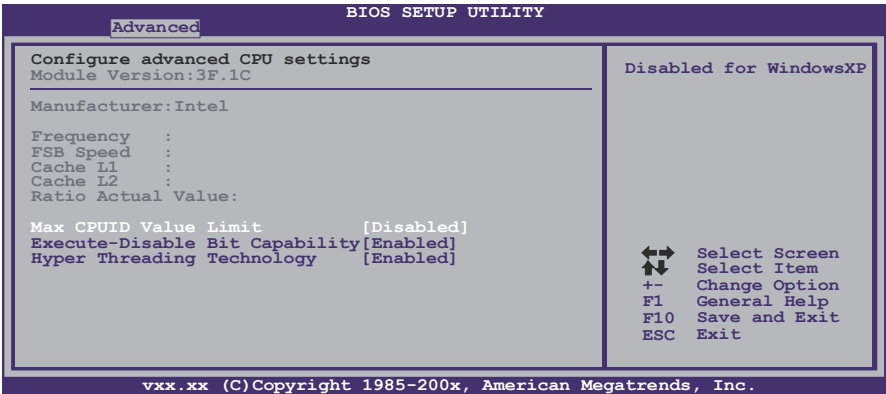 BIOS SETUP UTILITY
Advanced
Configure advanced CPU settings
Module Version:3F.1C
Manufacturer:Intel
Frequency :
FSB Speed :
Cache L1 :
Cache L2 :
Ratio Actual Value:
Max CPUID Value Limit [Disabled]
Execute-Disable Bit Capability[Enabled]
Hyper Threading Technology [Enabled]
Disabled for WindowsXP
Select Screen
Select Item
+- Change Option
F1 General Help
F10 Save and Exit
ESC Exit
vxx.xx (C)Copyright 1985-200x, American Megatrends, Inc.